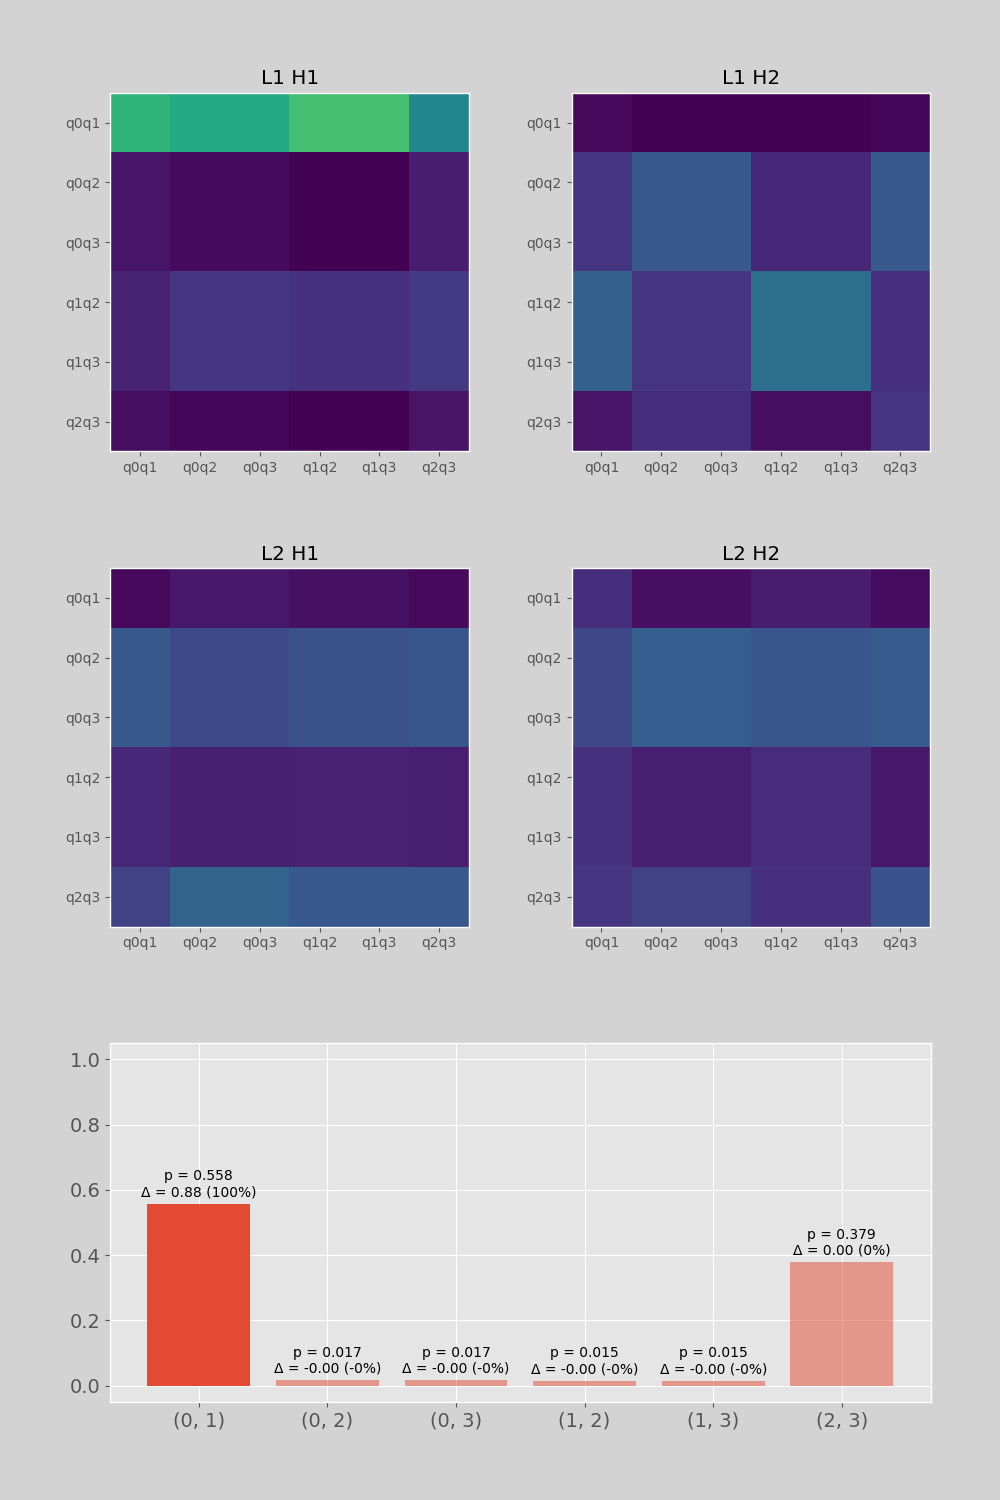 L1 H1
L1 H2
q0q1
q0q2
q0q3
q1q2
q1q3
q2q3
q0q1 q0q2 q0q3 q1q2 q1q3 q2q3
q0q1
q0q2
q0q3
q1q2
q1q3
q2q3
q0q1 q0q2 q0q3 q1q2 q1q3 q2q3
L2 H1
L2 H2
q0q1
q0q2
q0q3
q1q2
q1q3
q2q3
q0q1 q0q2 q0q3 q1q2 q1q3 q2q3
q0q1
q0q2
q0q3
q1q2
q1q3
q2q3
q0q1 q0q2 q0q3 q1q2 q1q3 q2q3
1.0
0.8
0.6
0.4
0.2
0.0
p = 0.558
Δ = 0.88 (100%)
p = 0.017
Δ = -0.00 (-0%)
p = 0.017
Δ = -0.00 (-0%)
p = 0.015
Δ = -0.00 (-0%)
p = 0.015
Δ = -0.00 (-0%)
p = 0.379
Δ = 0.00 (0%)
(0, 1) (0, 2) (0, 3) (1, 2) (1, 3) (2, 3)